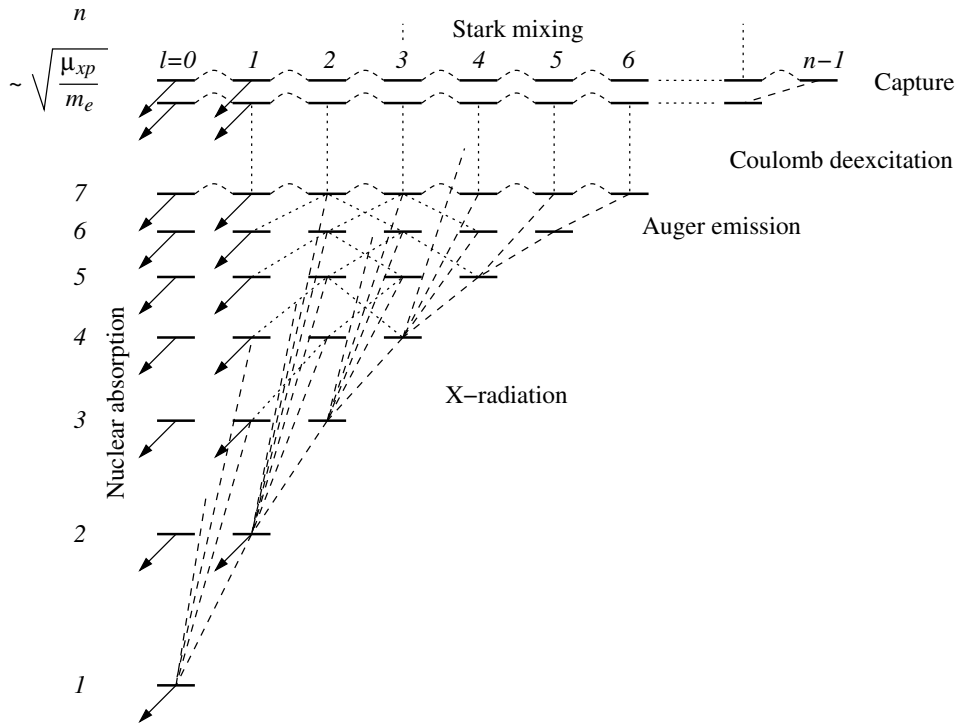 n
Stark mixing
l=0 1 2 3 4 5 6 n−1
~ √(μxp/me)
Capture
Coulomb deexcitation
7
6
Auger emission
5
4
Nuclear absorption
X−radiation
3
2
1